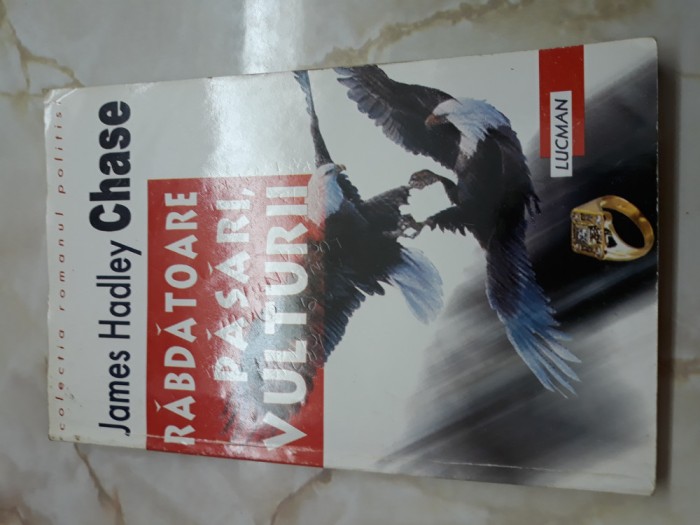 colecția romanul polițist
James Hadley Chase
RĂBDĂTOARE
PĂSĂRI,
VULTURII
LUCMAN